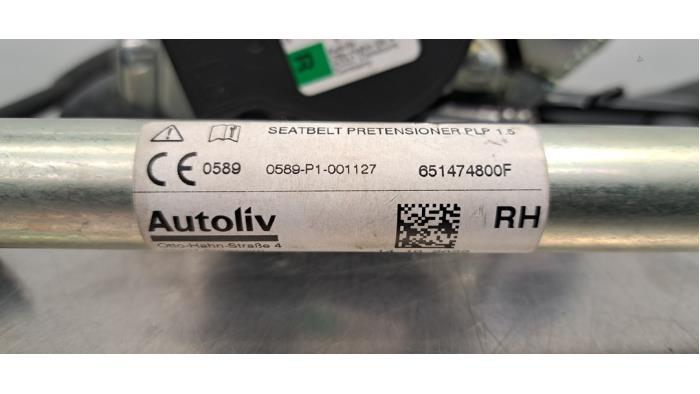 SEATBELT PRETENSIONER PLP 1.5
CE 0589 0589-P1-001127 651474800F
Autoliv RH
Otto-Hahn-Straße 4